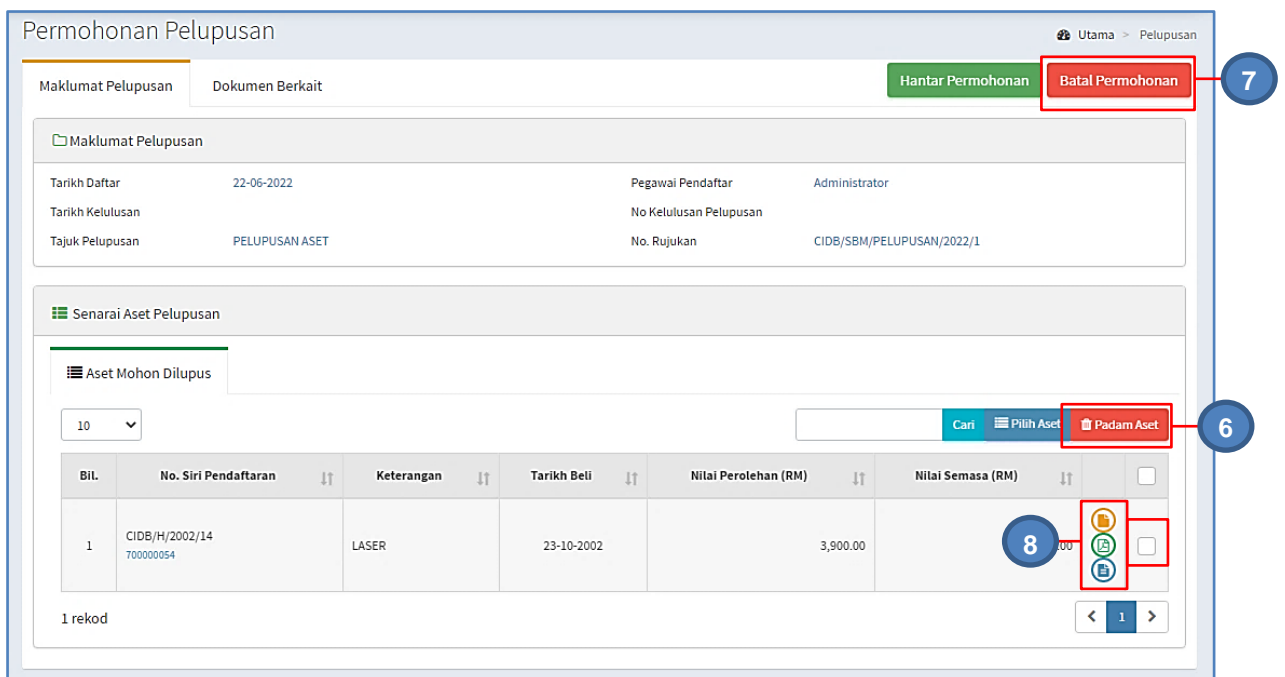 Permohonan Pelupusan
Utama > Pelupusan
Maklumat Pelupusan Dokumen Berkait Hantar Permohonan Batal Permohonan 7
Maklumat Pelupusan
Tarikh Daftar 22-06-2022 Pegawai Pendaftar Administrator
Tarikh Kelulusan No Kelulusan Pelupusan
Tajuk Pelupusan PELUPUSAN ASET No. Rujukan CIDB/SBM/PELUPUSAN/2022/1
Senarai Aset Pelupusan
Aset Mohon Dilupus
10 Cari Pilih Aset Padam Aset 6
Bil. No. Siri Pendaftaran Keterangan Tarikh Beli Nilai Perolehan (RM) Nilai Semasa (RM)
1 CIDB/H/2002/14 LASER 23-10-2002 3,900.00 8
700000054
1 rekod < 1 >